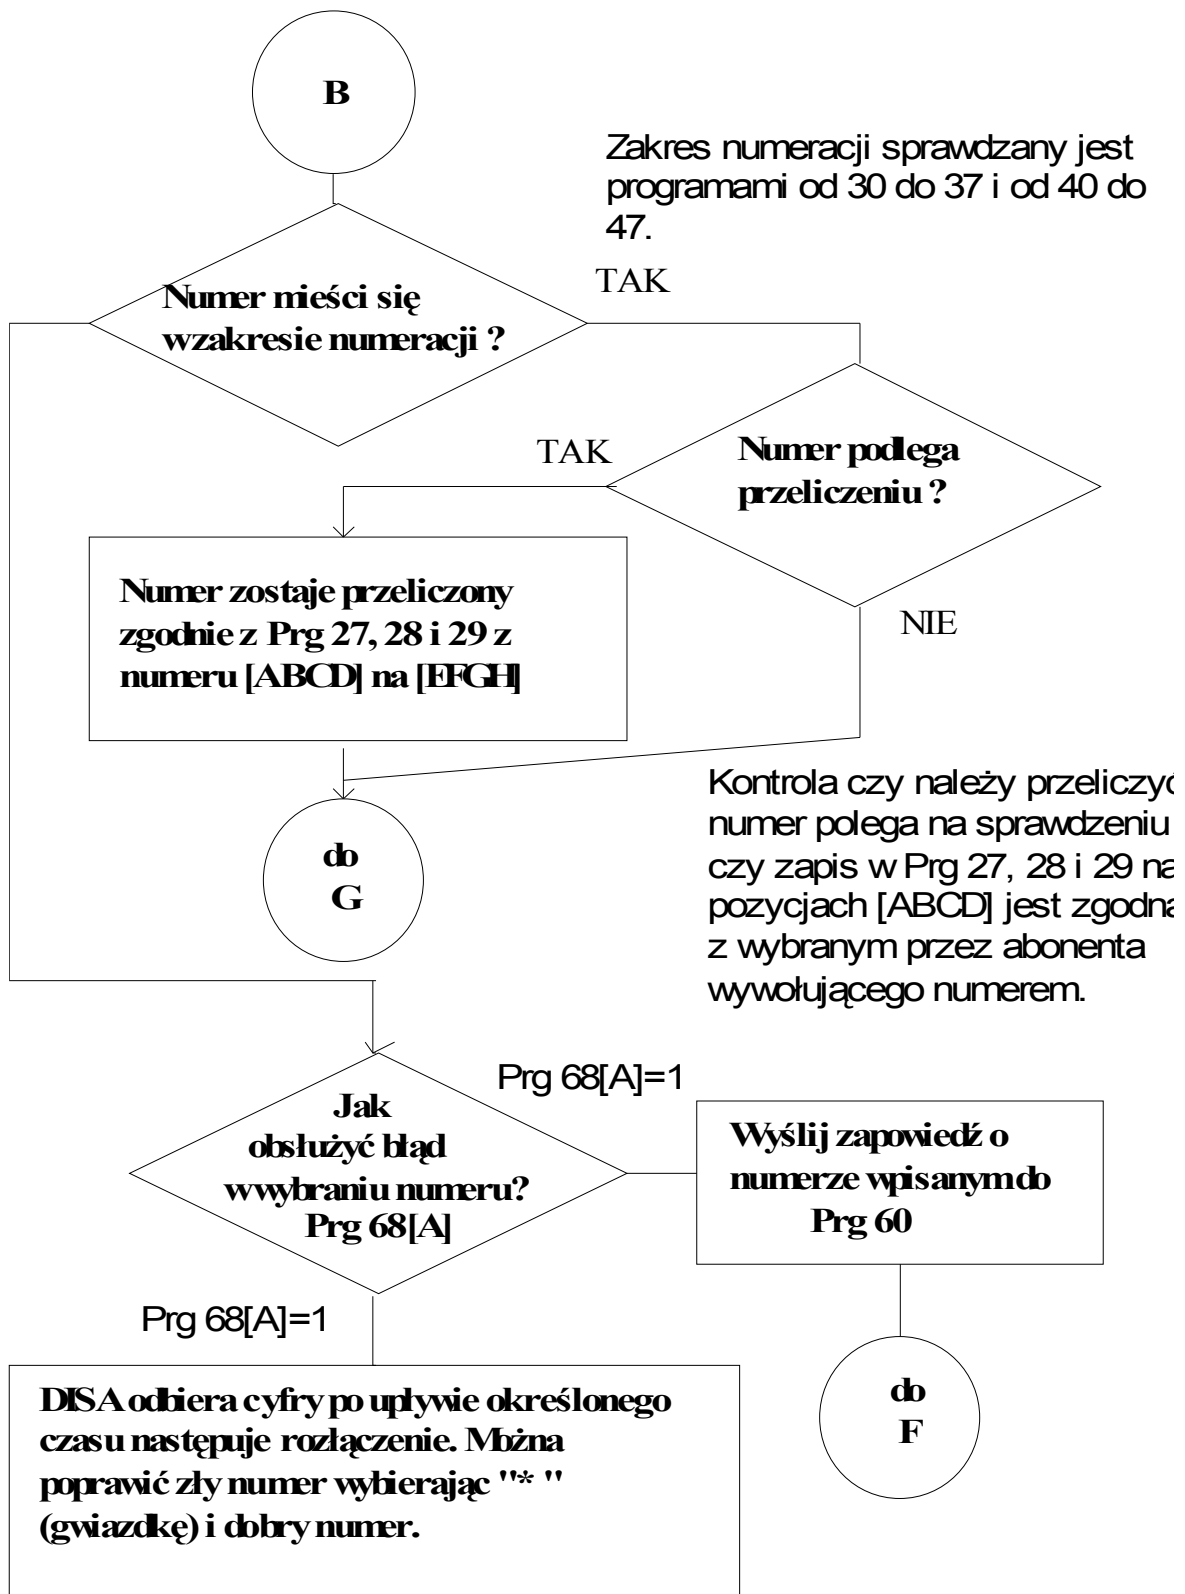 B
Zakres numeracji sprawdzany jest
programami od 30 do 37 i od 40 do
47.
TAK
Numer mieści się
wzakresie numeracji ?
TAK
Numer podlega
przeliczeniu ?
Numer zostaje przeliczony
zgodnie z Prg 27, 28 i 29 z
numeru [ABCD] na [EFGH]
NIE
Kontrola czy należy przeliczyć
numer polega na sprawdzeniu
czy zapis w Prg 27, 28 i 29 na
pozycjach [ABCD] jest zgodna
z wybranym przez abonenta
wywołującego numerem.
do
G
Prg 68[A]=1
Jak
obsłużyć błąd
wwybraniu numeru?
Prg 68[A]
Wyślij zapowiedź o
numerze wpisanym do
Prg 60
Prg 68[A]=1
do
F
DISA odbiera cyfry po upływie określonego
czasu następuje rozłączenie. Można
poprawić zły numer wybierając "* "
(gwiazdkę) i dobry numer.